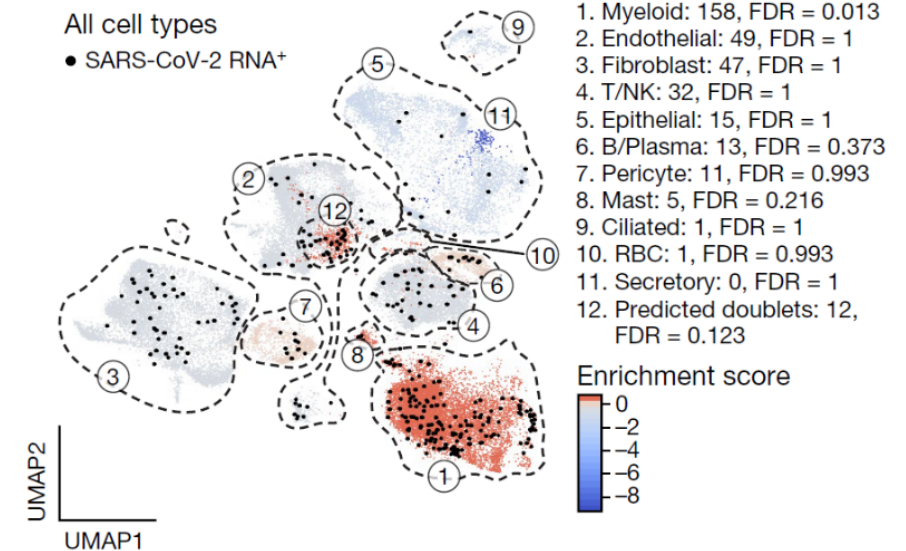 All cell types
● SARS-CoV-2 RNA⁺
1. Myeloid: 158, FDR = 0.013
2. Endothelial: 49, FDR = 1
3. Fibroblast: 47, FDR = 1
4. T/NK: 32, FDR = 1
5. Epithelial: 15, FDR = 1
6. B/Plasma: 13, FDR = 0.373
7. Pericyte: 11, FDR = 0.993
8. Mast: 5, FDR = 0.216
9. Ciliated: 1, FDR = 1
10. RBC: 1, FDR = 0.993
11. Secretory: 0, FDR = 1
12. Predicted doublets: 12,
FDR = 0.123
Enrichment score
0
−2
−4
−6
−8
9
5
11
2
12
10
6
7
4
8
3
1
UMAP2
UMAP1